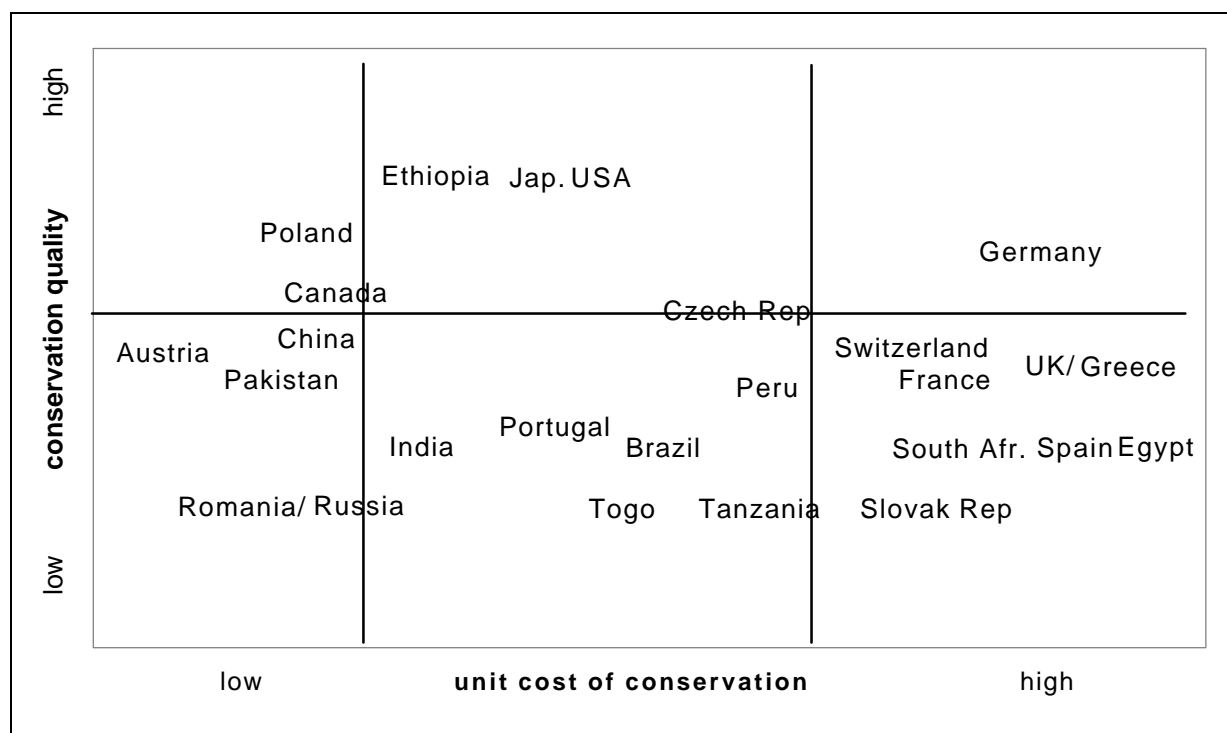 high
Ethiopia Jap. USA
Poland
Germany
Canada
Czech Rep
China
Switzerland
Austria
UK/ Greece
Pakistan
France
Peru
conservation quality
Portugal
India
Brazil
South Afr. Spain Egypt
Romania/ Russia
Togo
Tanzania
Slovak Rep
low
low
unit cost of conservation
high